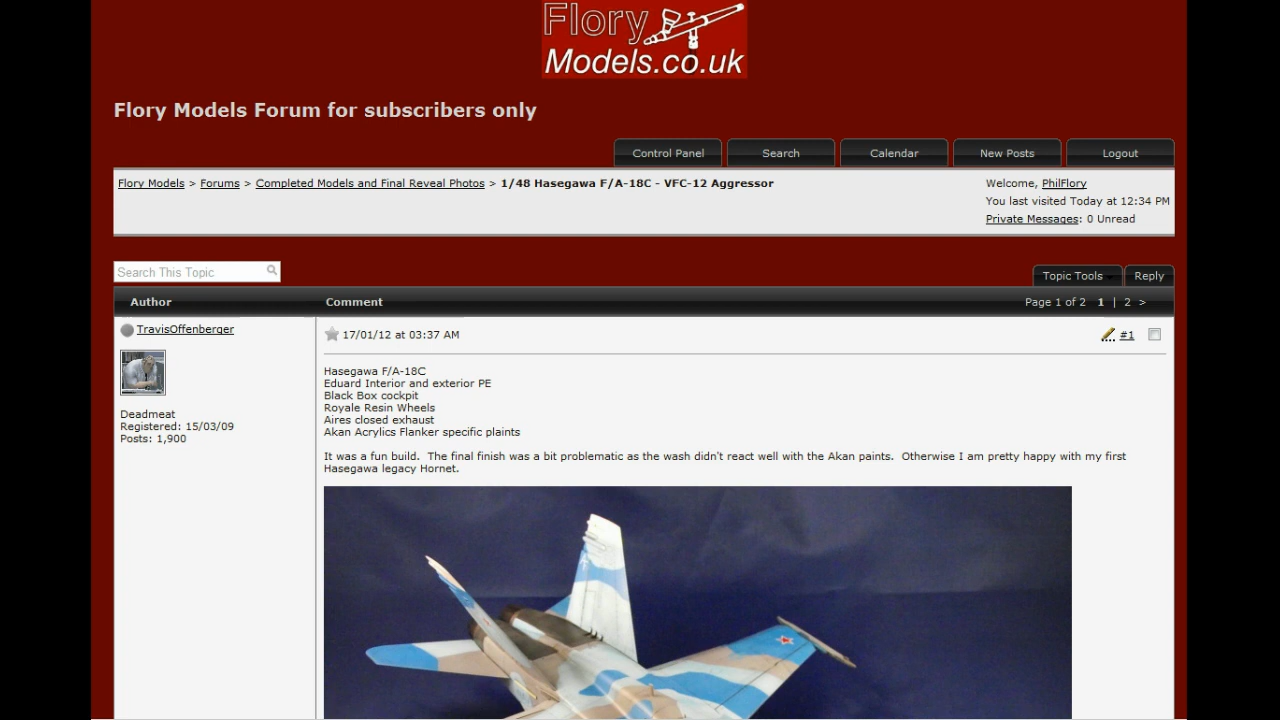 Flory
Models.co.uk
Flory Models Forum for subscribers only
Control Panel Search Calendar New Posts Logout
Flory Models > Forums > Completed Models and Final Reveal Photos > 1/48 Hasegawa F/A-18C - VFC-12 Aggressor
Welcome, PhilFlory
You last visited Today at 12:34 PM
Private Messages: 0 Unread
Search This Topic
Topic Tools Reply
Author Comment Page 1 of 2 1 | 2 >
TravisOffenberger
17/01/12 at 03:37 AM #1
Deadmeat
Registered: 15/03/09
Posts: 1,900
Hasegawa F/A-18C
Eduard Interior and exterior PE
Black Box cockpit
Royale Resin Wheels
Aires closed exhaust
Akan Acrylics Flanker specific plaints
It was a fun build. The final finish was a bit problematic as the wash didn't react well with the Akan paints. Otherwise I am pretty happy with my first
Hasegawa legacy Hornet.